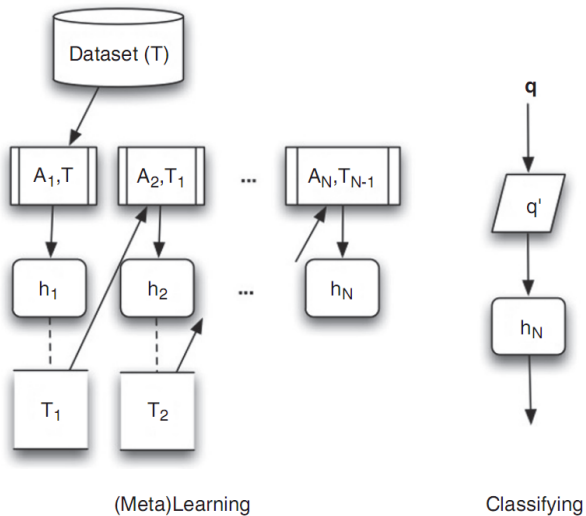 Dataset (T)
q
A1,T A2,T1 ... AN,TN-1
q'
h1 h2 ... hN
hN
T1 T2
(Meta)Learning Classifying